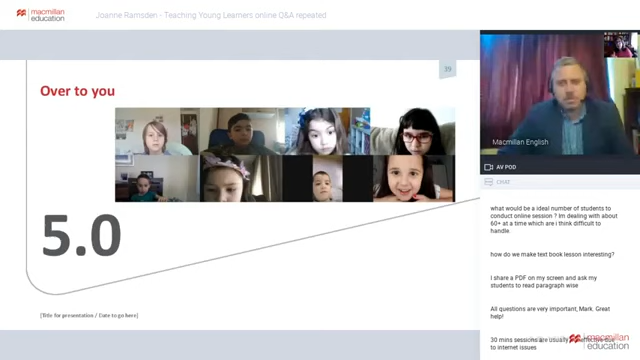 macmillan education
Joanne Ramsden - Teaching Young Learners online Q&A repeated
39
Over to you
5.0
[Title for presentation / Date to go here]
Macmillan English
AV POD
CHAT
what would be a ideal number of students to
conduct online session ? Im dealing with about
60+ at a time which are i think difficult to
handle.
how do we make text book lesson interesting?
I share a PDF on my screen and ask my
students to read paragraph wise
All questions are very important, Mark. Great
help!
30 mins sessions are usually effective due
to internet issues
macmillan education